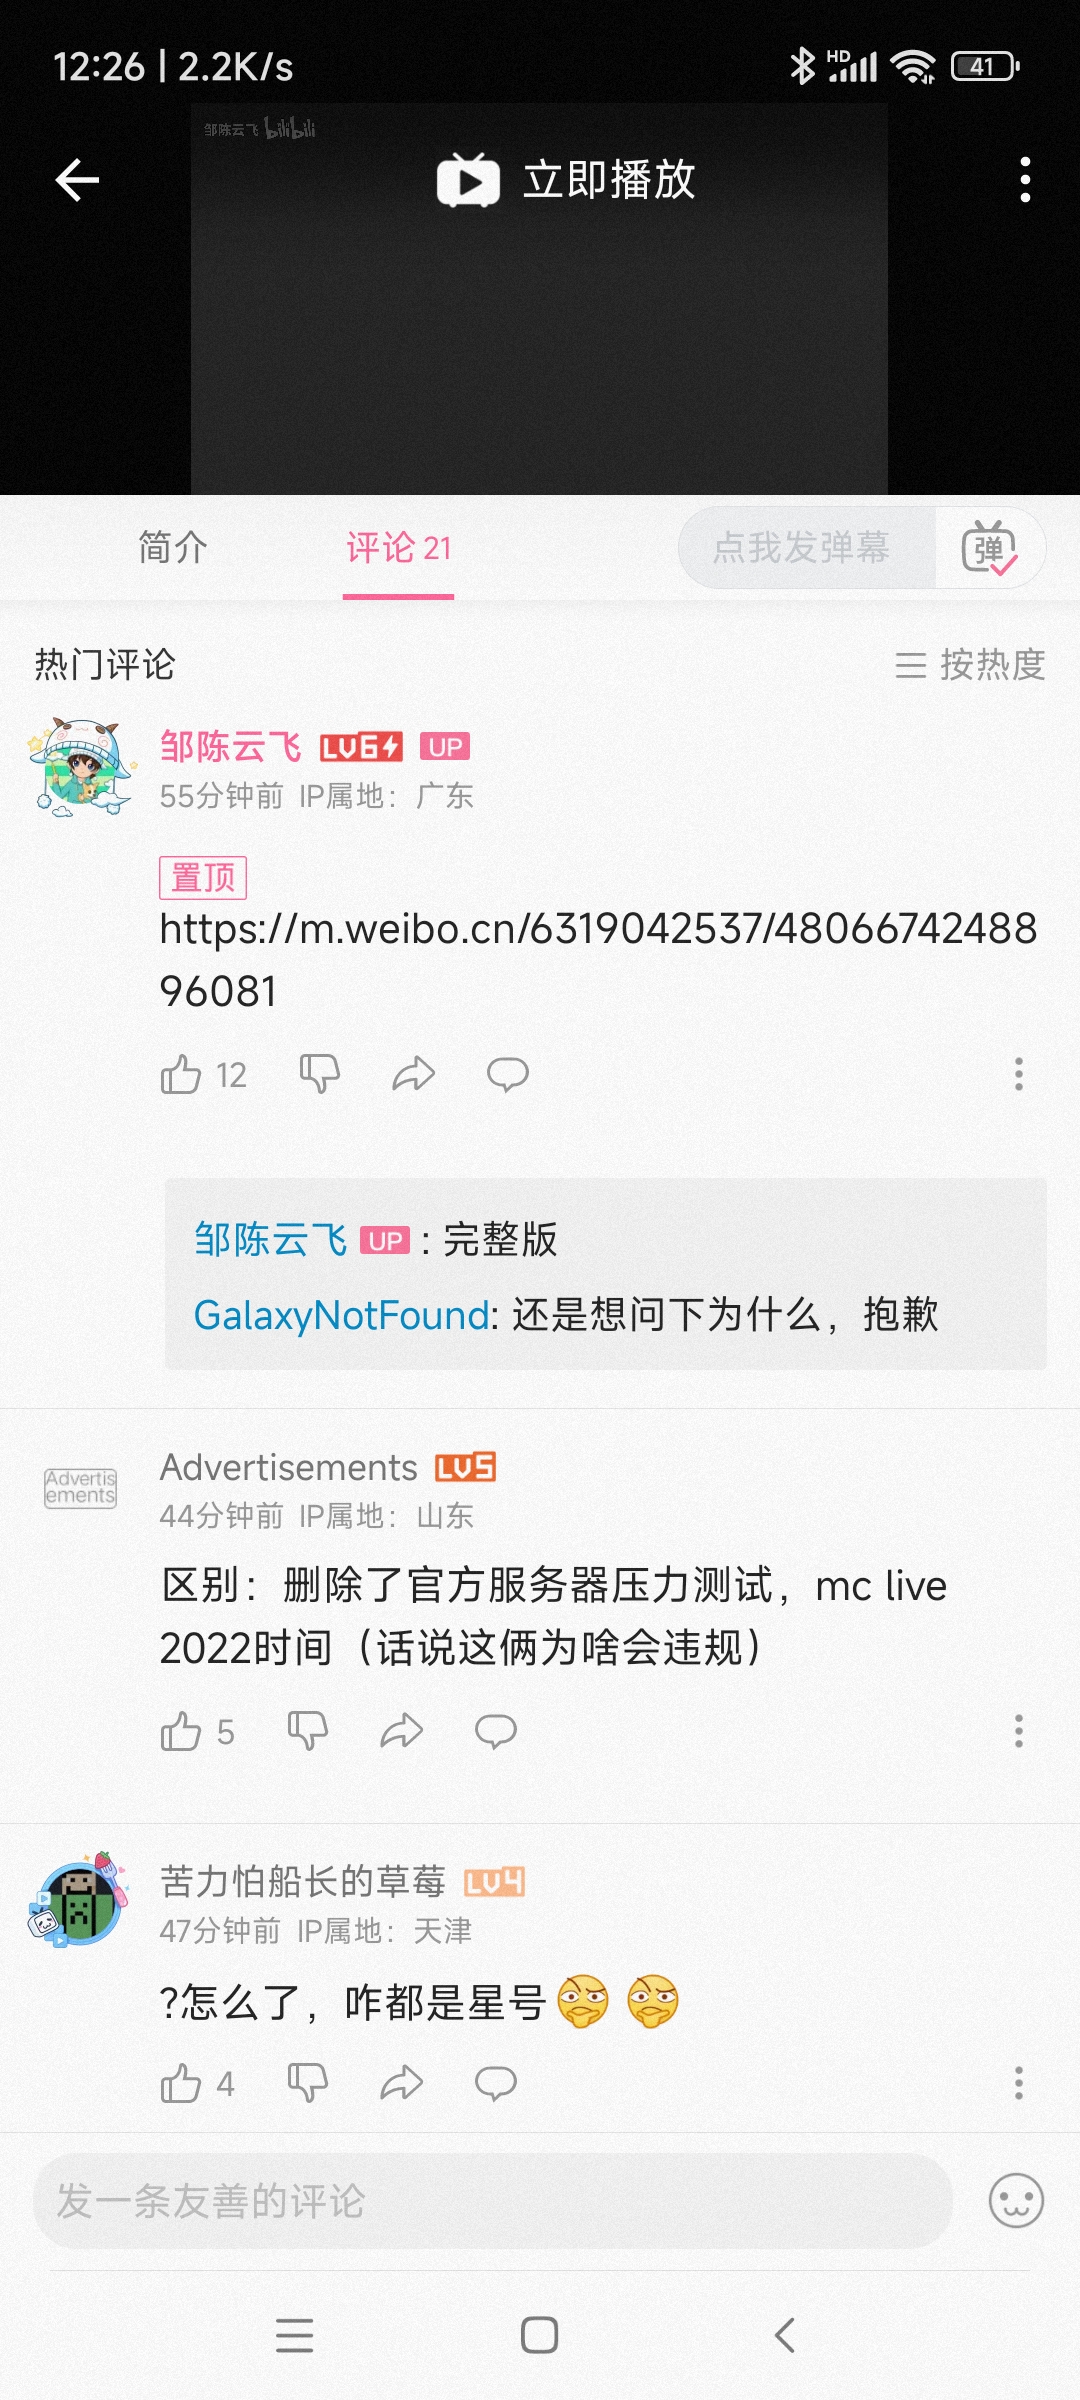 12:26 | 2.2K/s
HD
41
邹陈云飞 bilibili
立即播放
简介
评论 21
点我发弹幕
弹
热门评论
按热度
邹陈云飞 LV6 UP
55分钟前 IP属地：广东
置顶
https://m.weibo.cn/6319042537/48066742488
96081
12
邹陈云飞 UP : 完整版
GalaxyNotFound: 还是想问下为什么，抱歉
Advertis
ements
Advertisements LV5
44分钟前 IP属地：山东
区别：删除了官方服务器压力测试，mc live
2022时间（话说这俩为啥会违规）
5
苦力怕船长的草莓 LV4
47分钟前 IP属地：天津
?怎么了，咋都是星号
4
发一条友善的评论